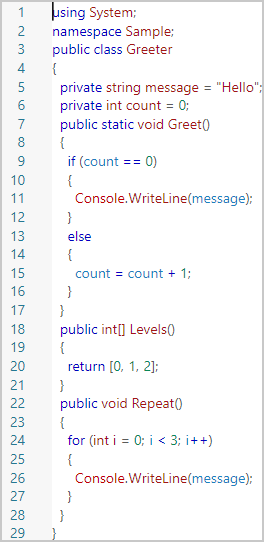 1 using System;
2 namespace Sample;
3 public class Greeter
4 {
5 private string message = "Hello";
6 private int count = 0;
7 public static void Greet()
8 {
9 if (count == 0)
10 {
11 Console.WriteLine(message);
12 }
13 else
14 {
15 count = count + 1;
16 }
17 }
18 public int[] Levels()
19 {
20 return [0, 1, 2];
21 }
22 public void Repeat()
23 {
24 for (int i = 0; i < 3; i++)
25 {
26 Console.WriteLine(message);
27 }
28 }
29 }